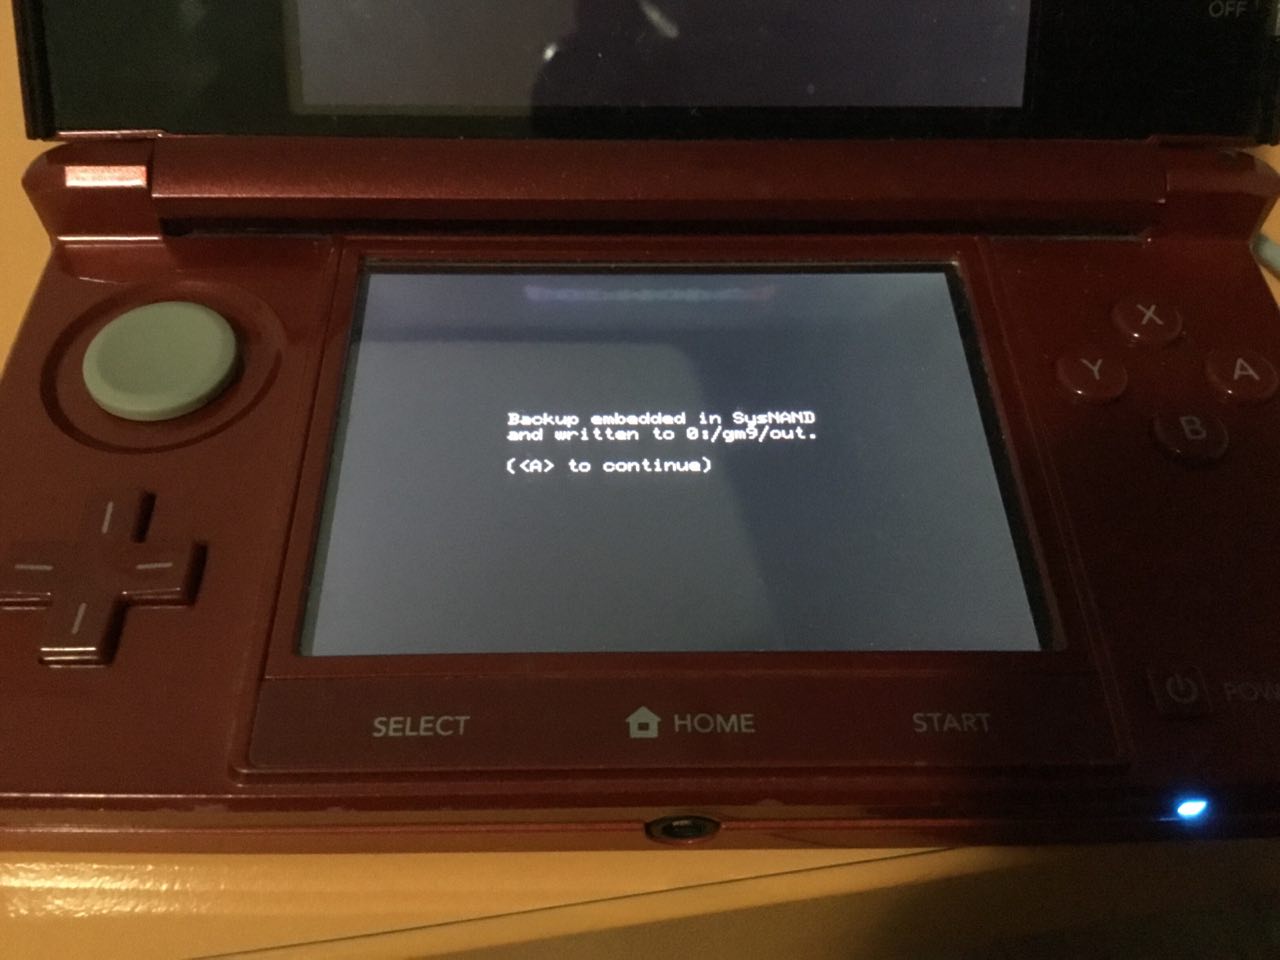 OFF
Backup embedded in SysNAND
and written to 0:/gm9/out.
(<A> to continue)
X
Y
A
B
SELECT
HOME
START